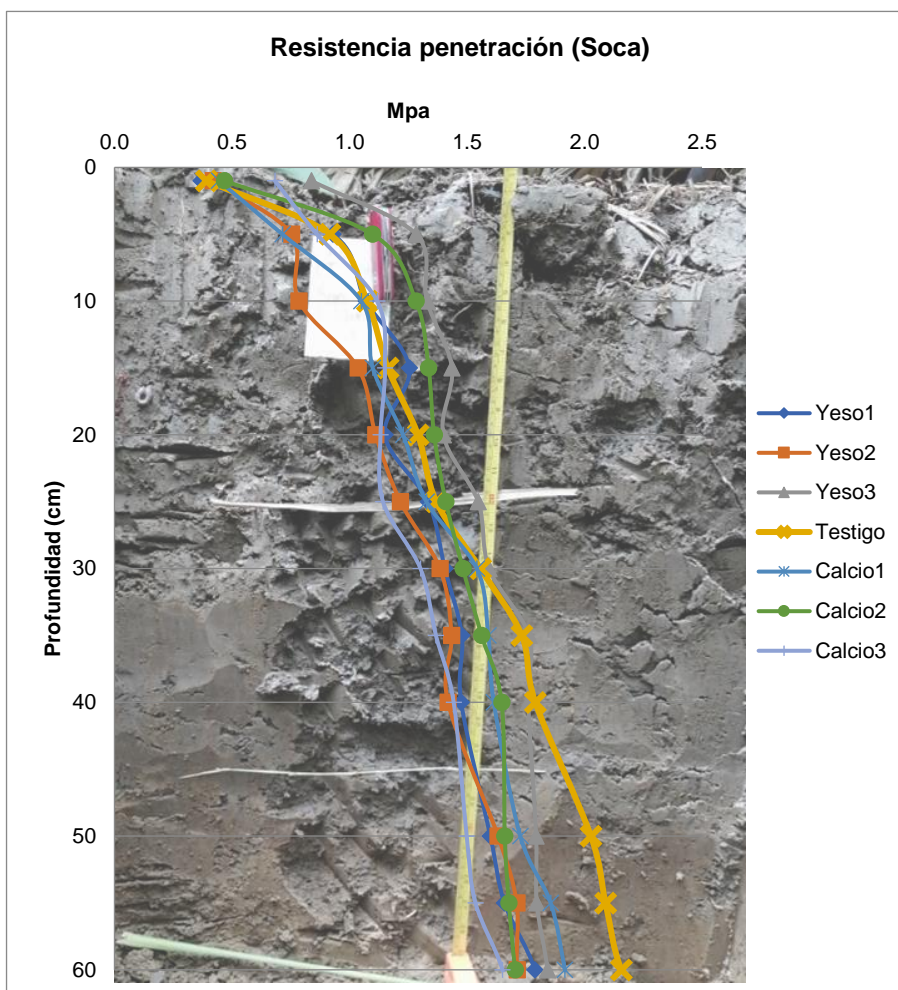 Resistencia penetración (Soca)
Mpa
0.0 0.5 1.0 1.5 2.0 2.5
0
10
20
30
40
50
60
Profundidad (cm)
Yeso1
Yeso2
Yeso3
Testigo
Calcio1
Calcio2
Calcio3